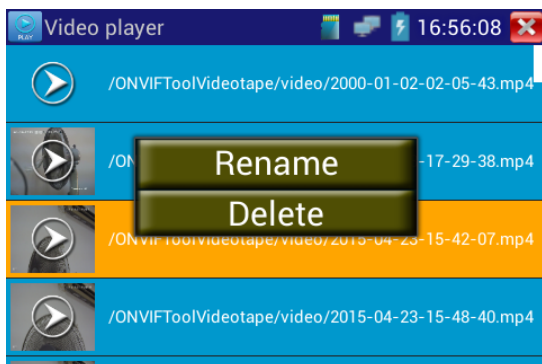 PLAY
Video player
16:56:08
/ONVIFToolVideotape/video/2000-01-02-02-05-43.mp4
/ON
-17-29-38.mp4
Rename
Delete
/ONVIFToolVideotape/video/2015-04-23-15-42-07.mp4
/ONVIFToolVideotape/video/2015-04-23-15-48-40.mp4